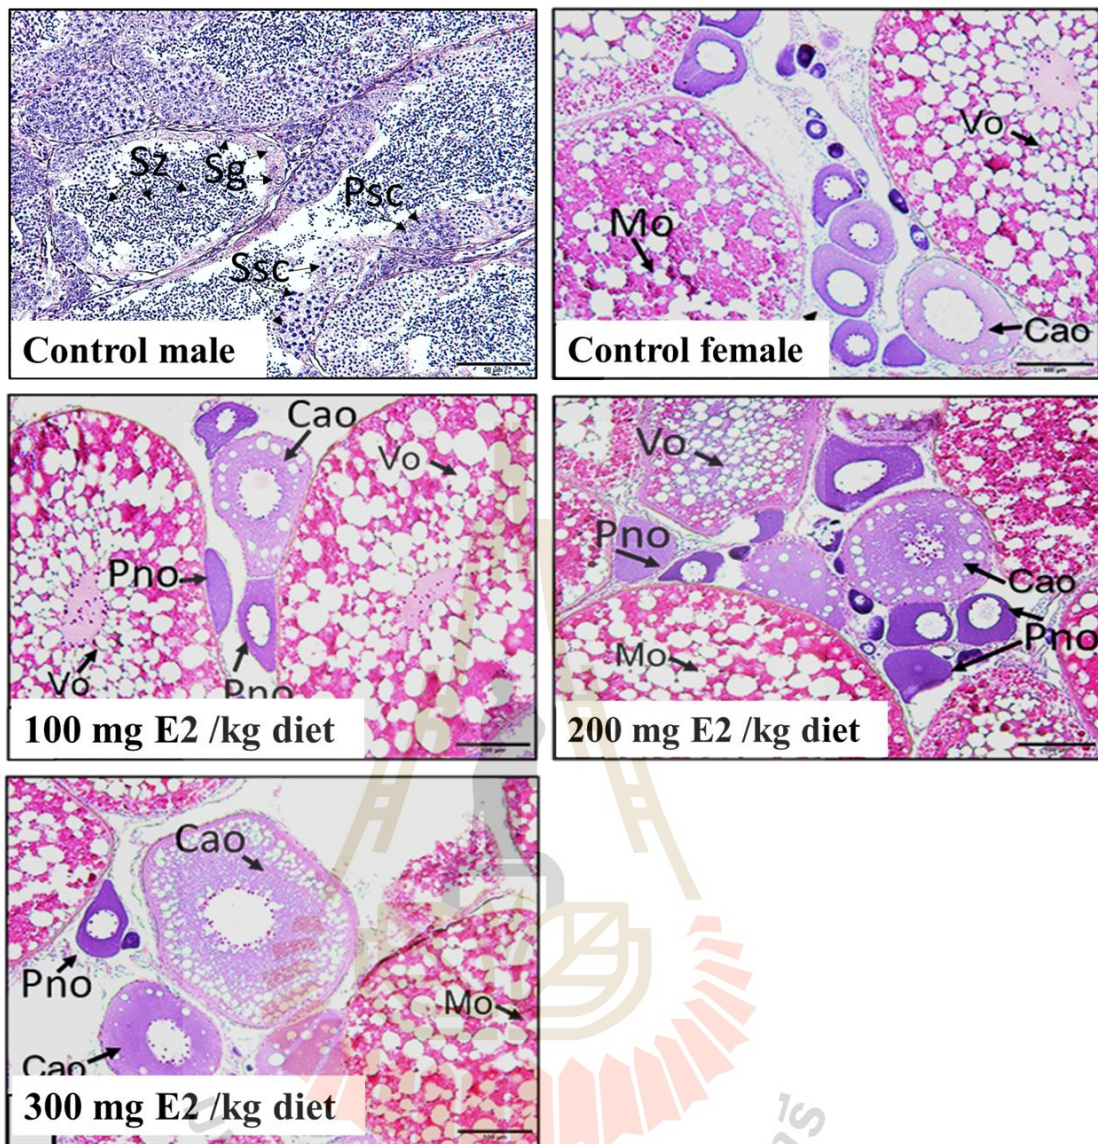 Sz
Sg
Psc
Ssc
Control male
Vo
Mo
Cao
Control female
Cao
Vo
Pno
Vo
Pno
100 mg E2 /kg diet
Vo
Pno
Cao
Pno
Mo
200 mg E2 /kg diet
Cao
Pno
Mo
Cao
300 mg E2 /kg diet